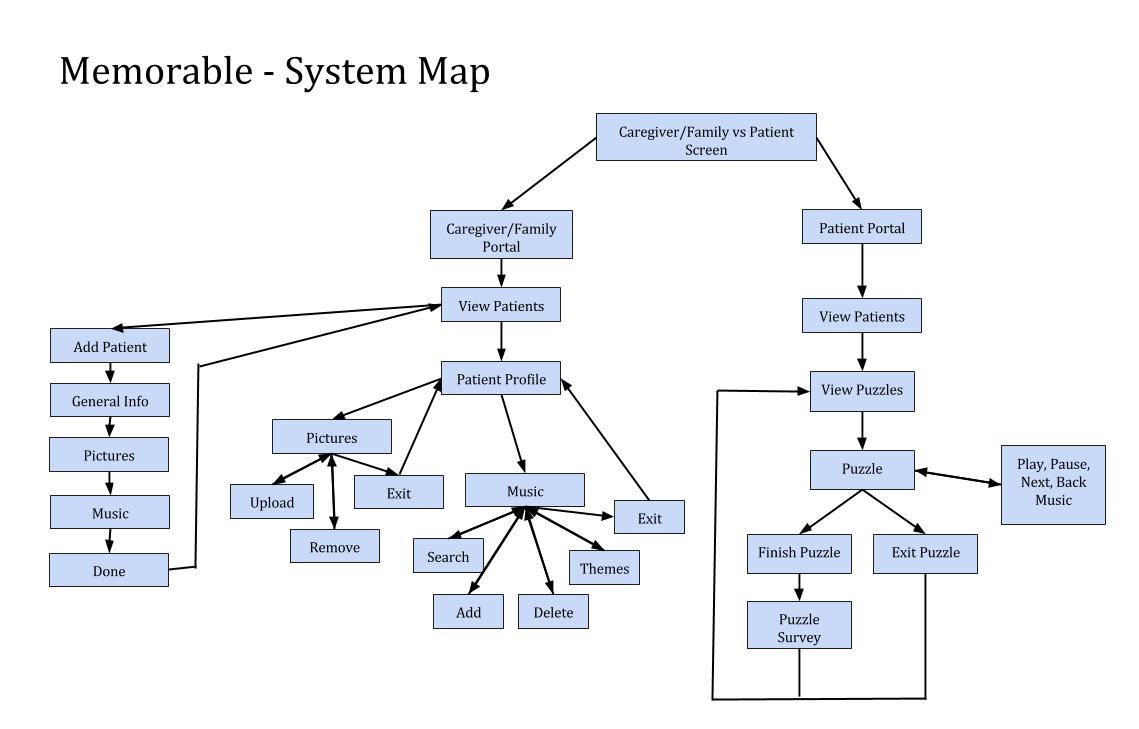 Memorable - System Map
Caregiver/Family vs Patient
Screen
Caregiver/Family
Portal
Patient Portal
View Patients
View Patients
Add Patient
General Info
Pictures
Music
Done
Patient Profile
Pictures
Upload
Remove
Exit
Music
Search
Add
Delete
Themes
Exit
View Puzzles
Puzzle
Play, Pause,
Next, Back
Music
Finish Puzzle
Exit Puzzle
Puzzle
Survey